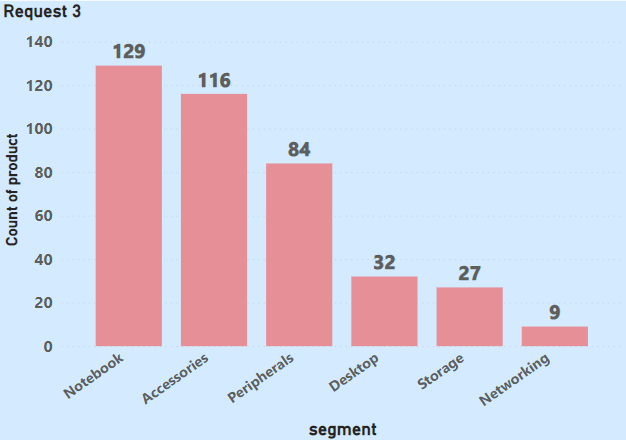 Request 3
Count of product
140
120
100
80
60
40
20
0
129
116
84
32
27
9
Notebook
Accessories
Peripherals
Desktop
Storage
Networking
segment